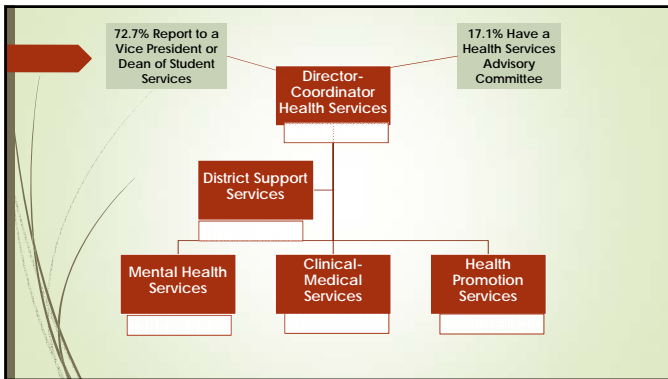 72.7% Report to a
Vice President or
Dean of Student
Services
17.1% Have a
Health Services
Advisory
Committee
Director-
Coordinator
Health Services
District Support
Services
Mental Health
Services
Clinical-
Medical
Services
Health
Promotion
Services